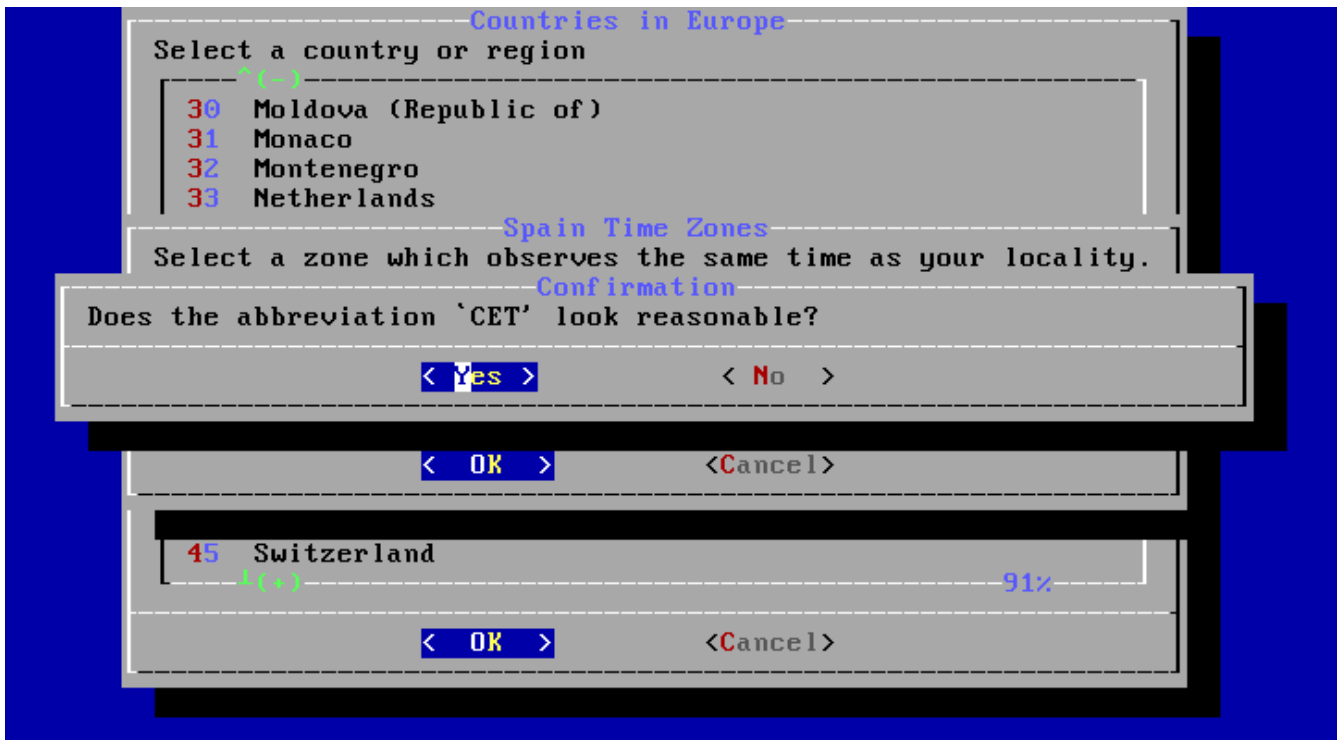 Countries in Europe
Select a country or region
^(-)
30 Moldova (Republic of)
31 Monaco
32 Montenegro
33 Netherlands
Spain Time Zones
Select a zone which observes the same time as your locality.
Confirmation
Does the abbreviation `CET' look reasonable?
< Yes > < No >
< OK > <Cancel>
45 Switzerland
┴(+) 91%
< OK > <Cancel>